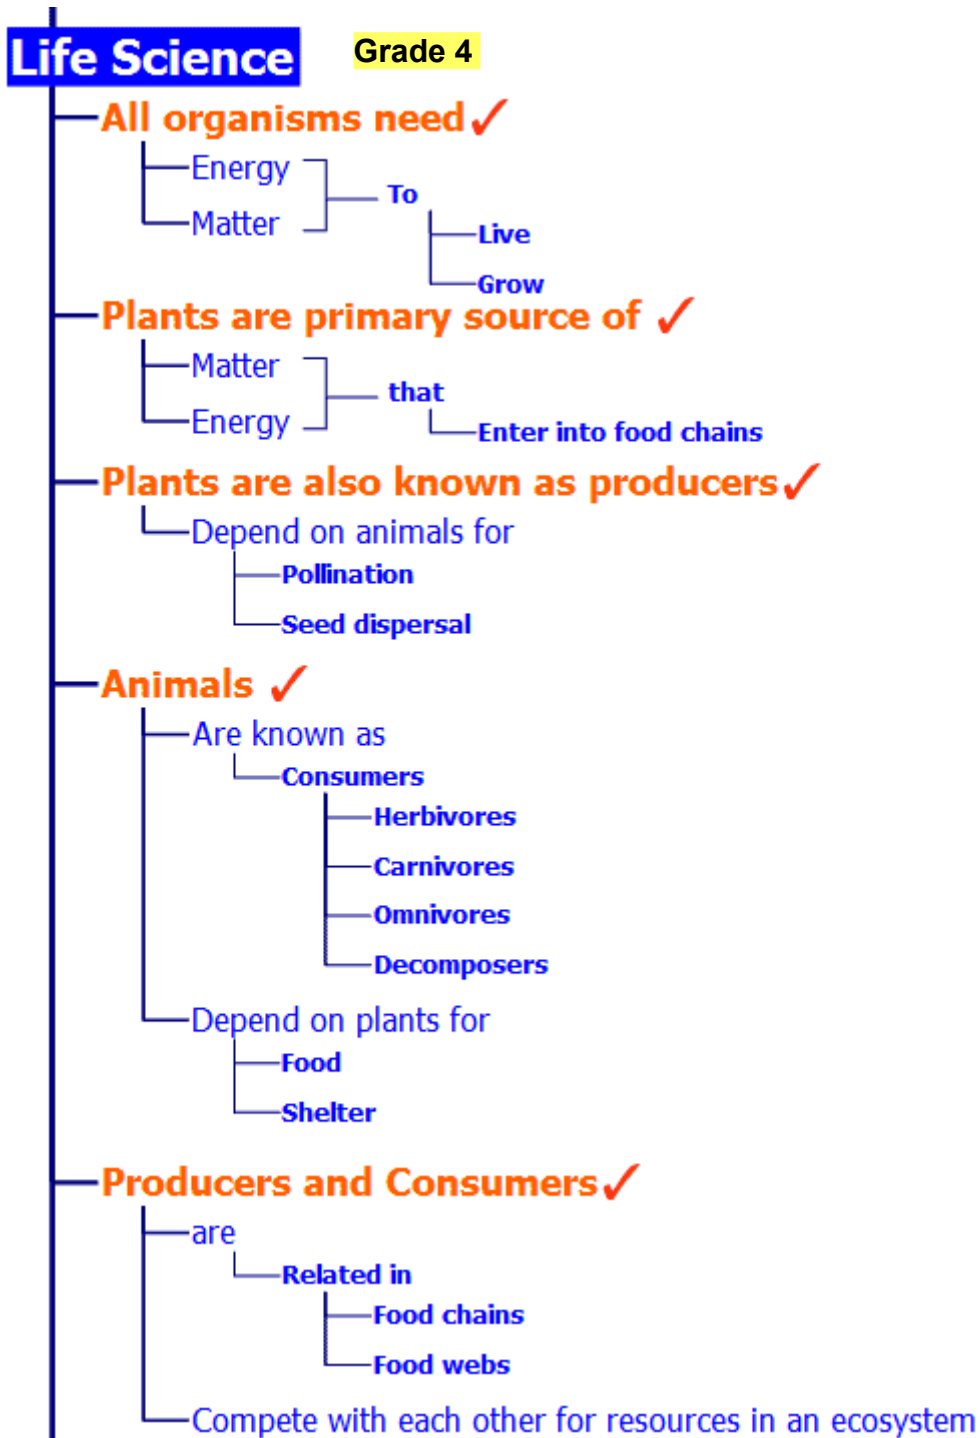 Life Science Grade 4
All organisms need
Energy
To
Matter
Live
Grow
Plants are primary source of
Matter
that
Energy
Enter into food chains
Plants are also known as producers
Depend on animals for
Pollination
Seed dispersal
Animals
Are known as
Consumers
Herbivores
Carnivores
Omnivores
Decomposers
Depend on plants for
Food
Shelter
Producers and Consumers
are
Related in
Food chains
Food webs
Compete with each other for resources in an ecosystem